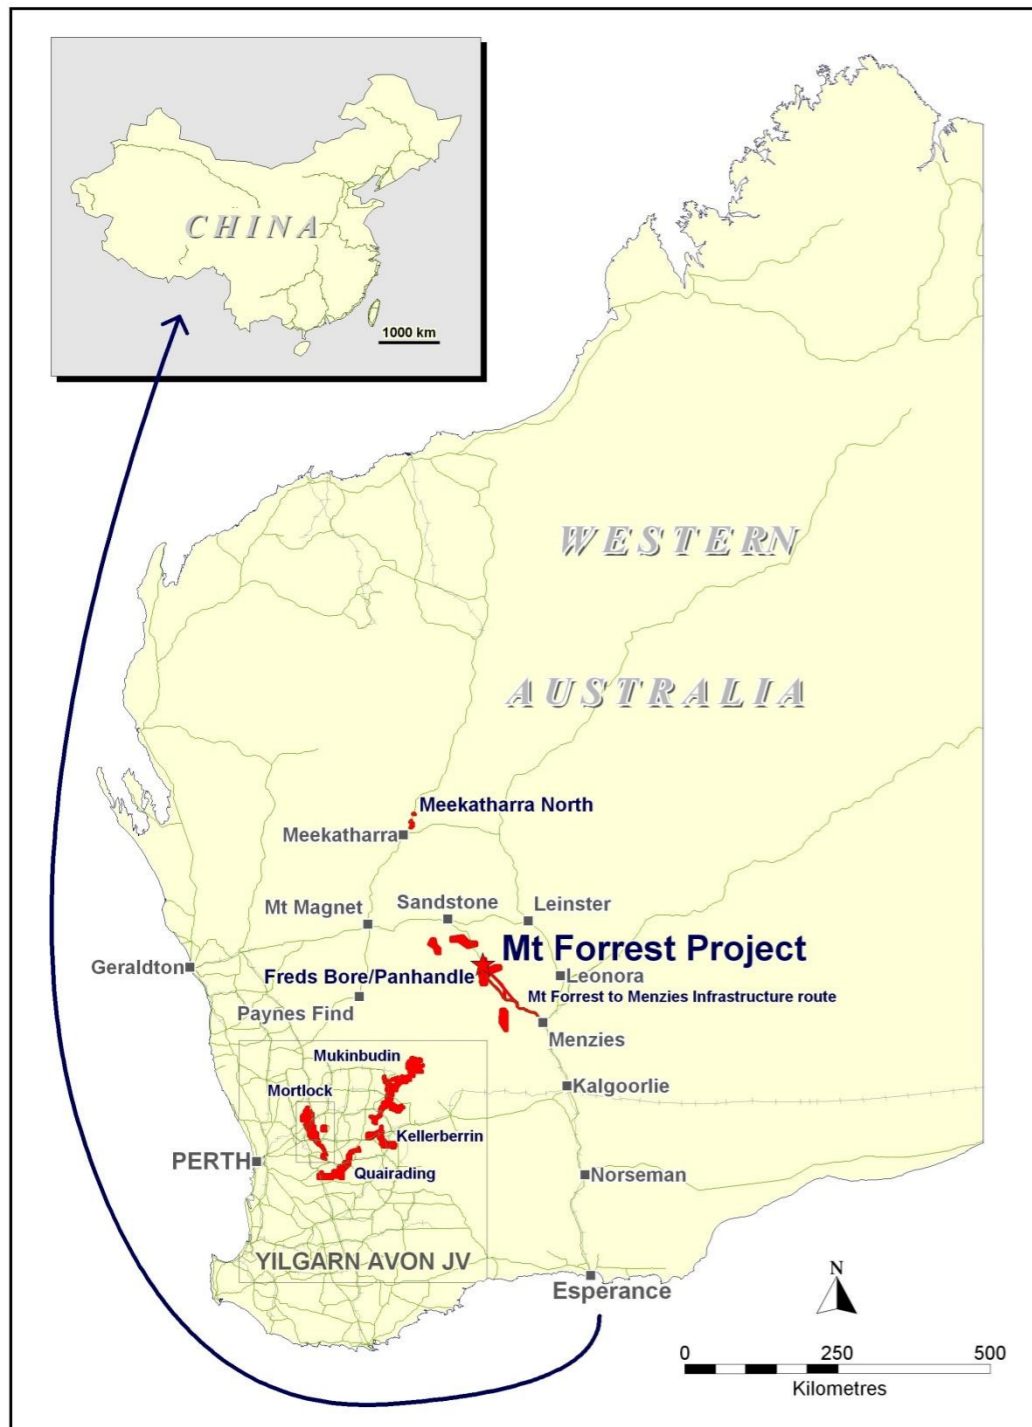 CHINA
1000 km
WESTERN
AUSTRALIA
Meekatharra North
Meekatharra
Sandstone
Leinster
Mt Magnet
Mt Forrest Project
Geraldton
Freds Bore/Panhandle
Leonora
Mt Forrest to Menzies Infrastructure route
Paynes Find
Menzies
Mukinbudin
Kalgoorlie
Mortlock
Kellerberrin
PERTH
Quairading
Norseman
YILGARN AVON JV
Esperance
N
0 250 500
Kilometres